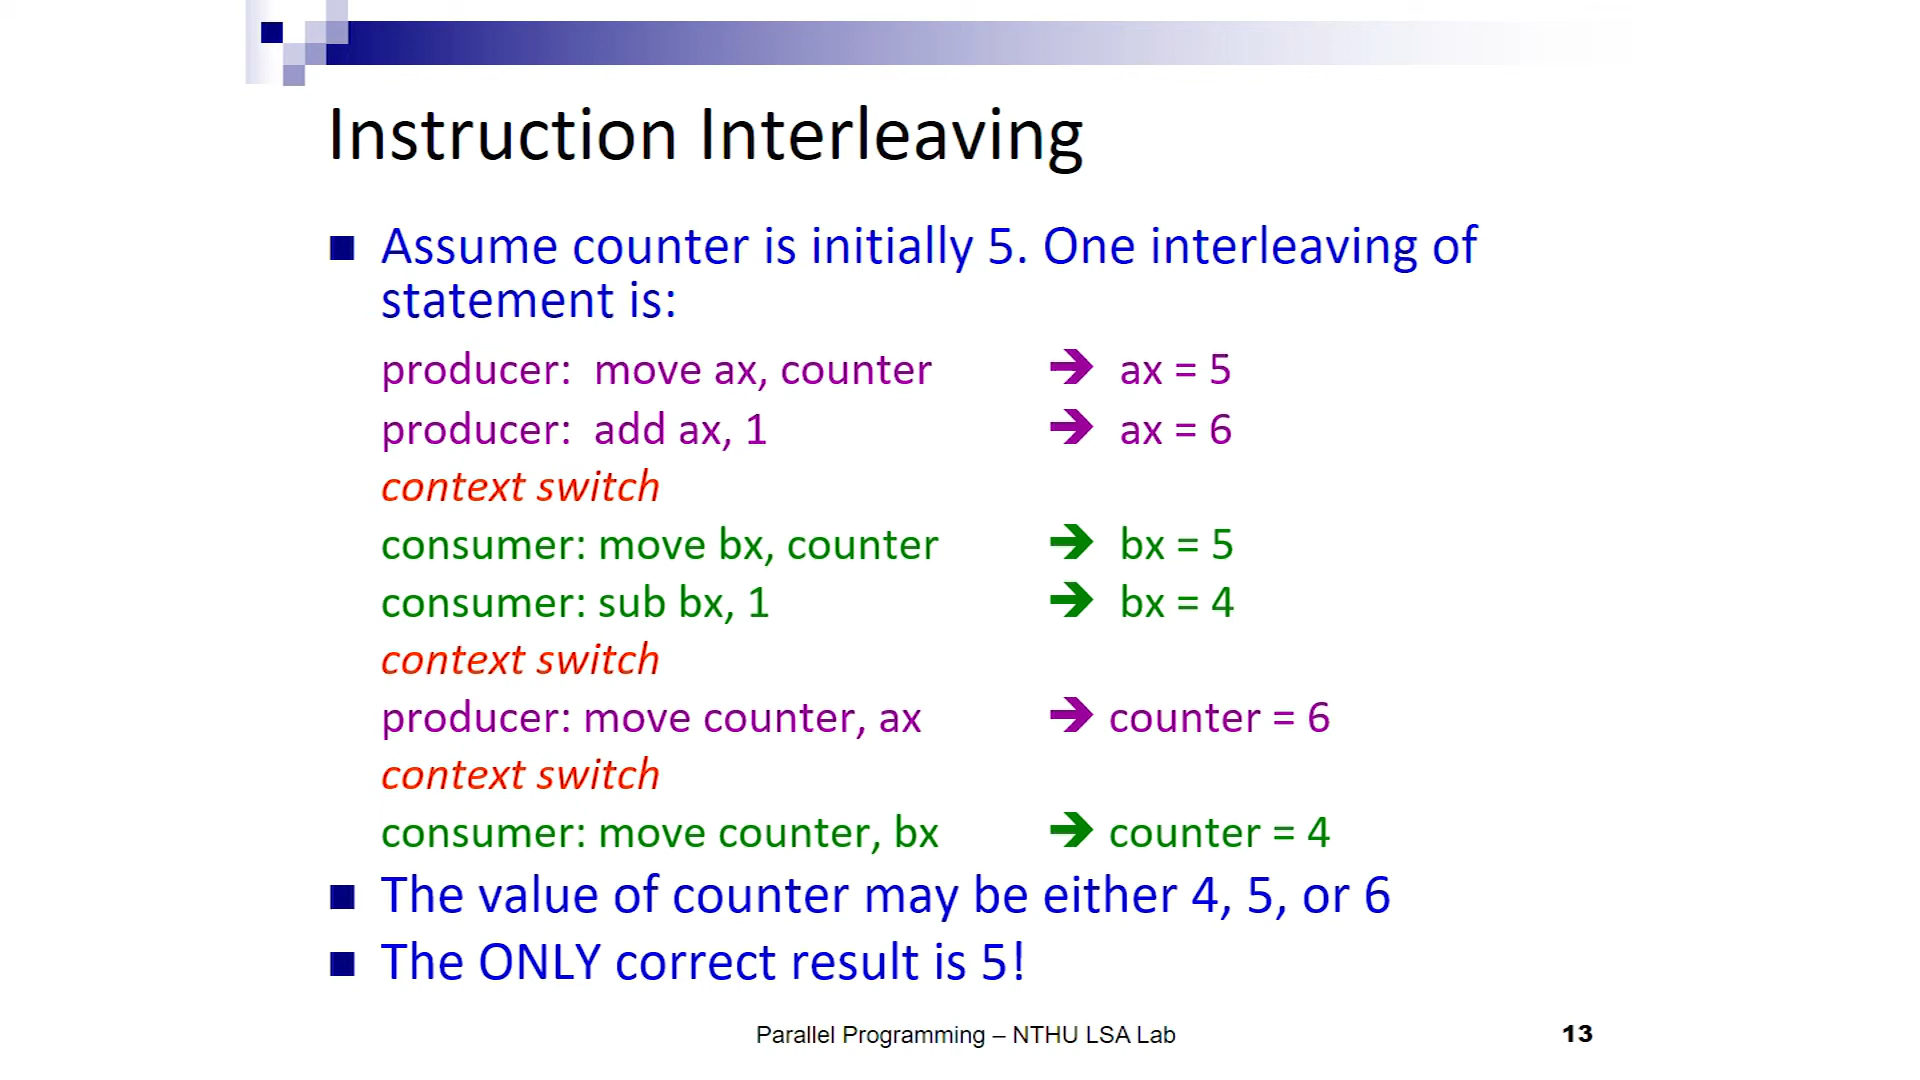 Instruction Interleaving
Assume counter is initially 5. One interleaving of
statement is:
producer: move ax, counter ➔ ax = 5
producer: add ax, 1 ➔ ax = 6
context switch
consumer: move bx, counter ➔ bx = 5
consumer: sub bx, 1 ➔ bx = 4
context switch
producer: move counter, ax ➔ counter = 6
context switch
consumer: move counter, bx ➔ counter = 4
The value of counter may be either 4, 5, or 6
The ONLY correct result is 5!
Parallel Programming – NTHU LSA Lab 13